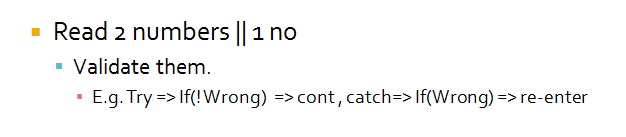 Read 2 numbers || 1 no
Validate them.
E.g. Try => If(!Wrong) => cont , catch=> If(Wrong) => re-enter